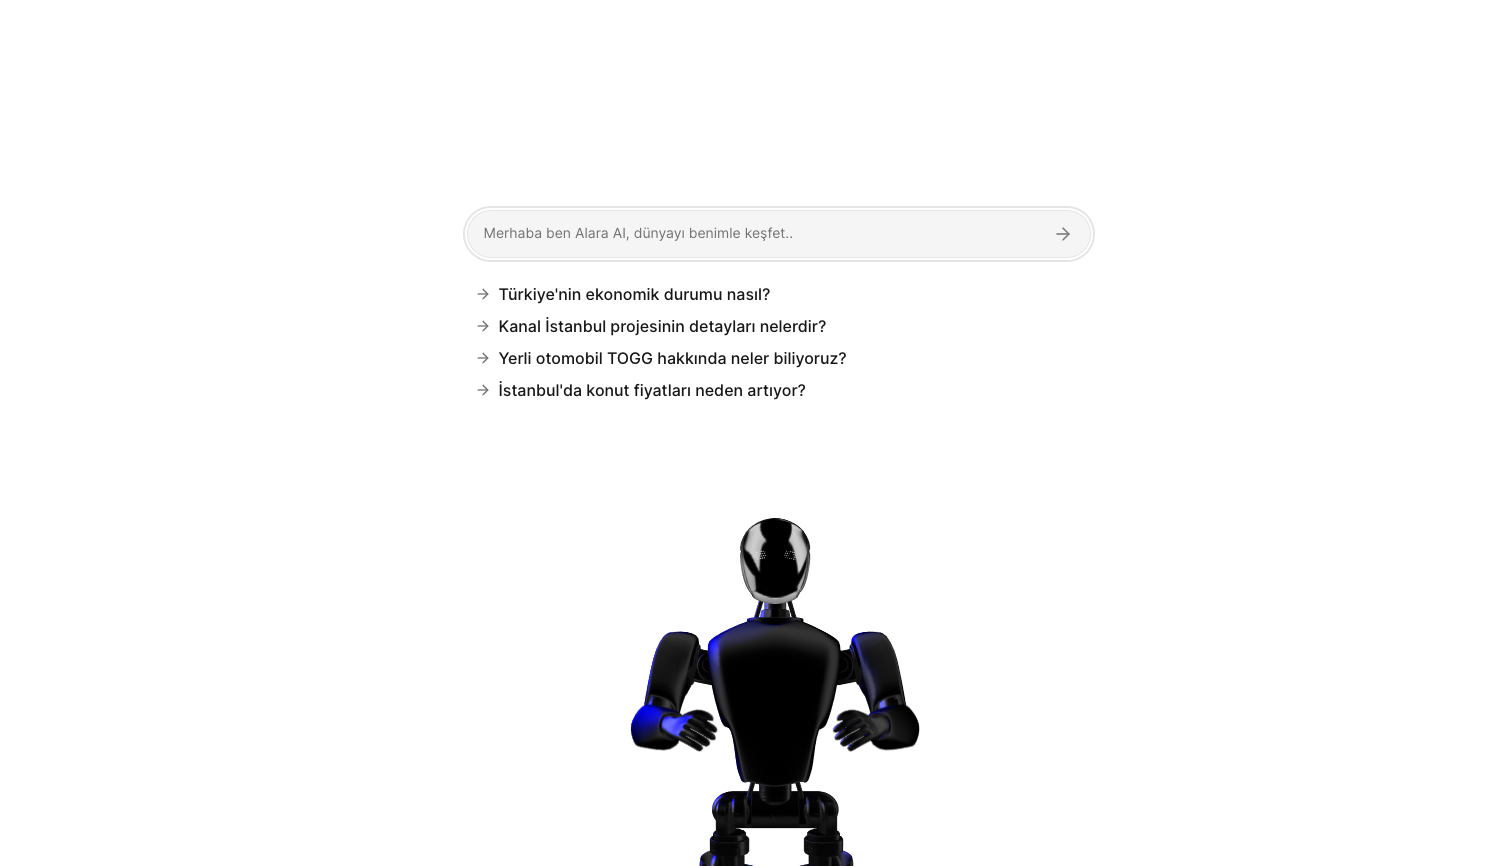 Merhaba ben Alara AI, dünyayı benimle keşfet..
Türkiye'nin ekonomik durumu nasıl?
Kanal İstanbul projesinin detayları nelerdir?
Yerli otomobil TOGG hakkında neler biliyoruz?
İstanbul'da konut fiyatları neden artıyor?